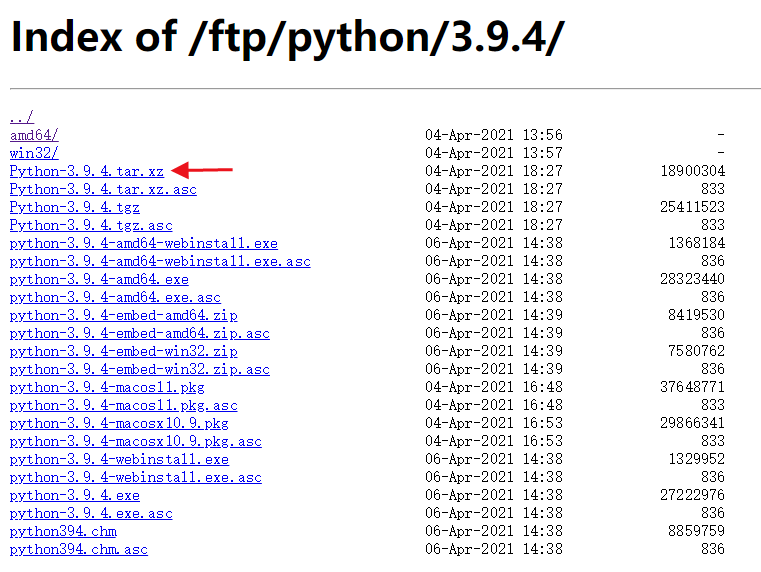 Index of /ftp/python/3.9.4/
../
amd64/ 04-Apr-2021 13:56 -
win32/ 04-Apr-2021 13:57 -
Python-3.9.4.tar.xz 04-Apr-2021 18:27 18900304
Python-3.9.4.tar.xz.asc 04-Apr-2021 18:27 833
Python-3.9.4.tgz 04-Apr-2021 18:27 25411523
Python-3.9.4.tgz.asc 04-Apr-2021 18:27 833
python-3.9.4-amd64-webinstall.exe 06-Apr-2021 14:38 1368184
python-3.9.4-amd64-webinstall.exe.asc 06-Apr-2021 14:38 836
python-3.9.4-amd64.exe 06-Apr-2021 14:38 28323440
python-3.9.4-amd64.exe.asc 06-Apr-2021 14:38 836
python-3.9.4-embed-amd64.zip 06-Apr-2021 14:39 8419530
python-3.9.4-embed-amd64.zip.asc 06-Apr-2021 14:39 836
python-3.9.4-embed-win32.zip 06-Apr-2021 14:39 7580762
python-3.9.4-embed-win32.zip.asc 06-Apr-2021 14:39 836
python-3.9.4-macos11.pkg 04-Apr-2021 16:48 37648771
python-3.9.4-macos11.pkg.asc 04-Apr-2021 16:48 833
python-3.9.4-macosx10.9.pkg 04-Apr-2021 16:53 29866341
python-3.9.4-macosx10.9.pkg.asc 04-Apr-2021 16:53 833
python-3.9.4-webinstall.exe 06-Apr-2021 14:38 1329952
python-3.9.4-webinstall.exe.asc 06-Apr-2021 14:38 836
python-3.9.4.exe 06-Apr-2021 14:38 27222976
python-3.9.4.exe.asc 06-Apr-2021 14:38 836
python394.chm 06-Apr-2021 14:38 8859759
python394.chm.asc 06-Apr-2021 14:38 836